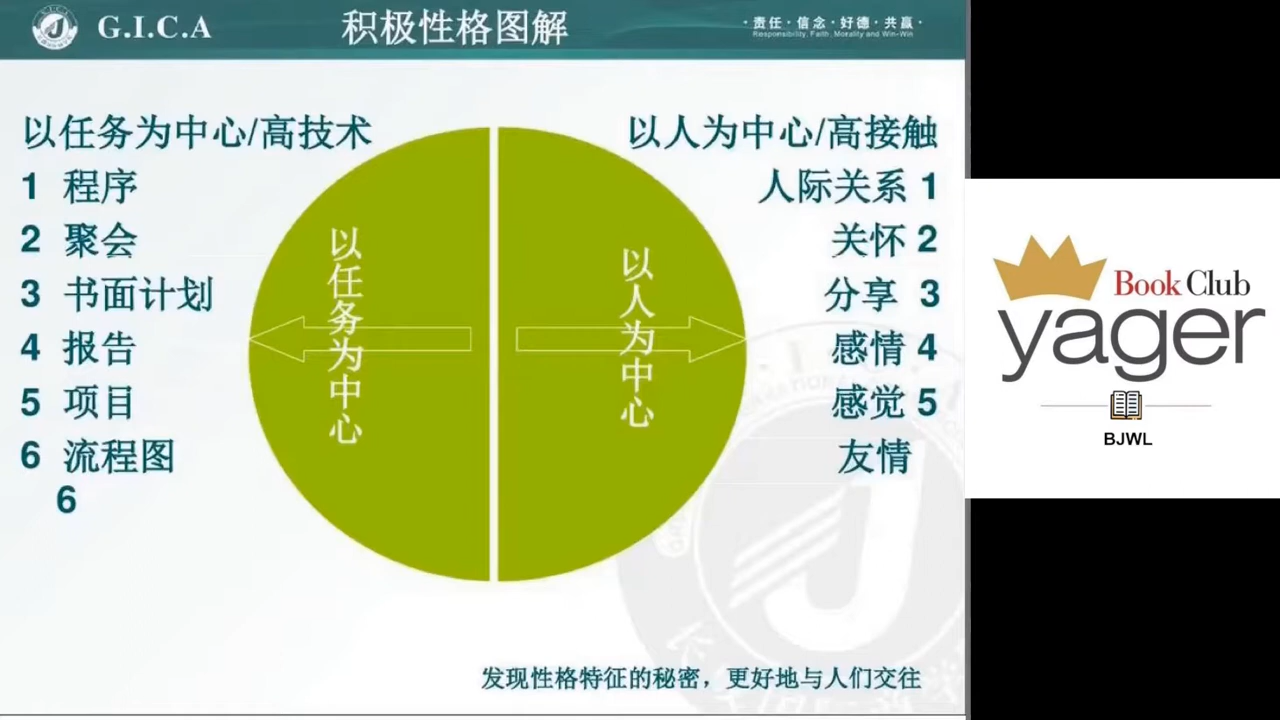 G.I.C.A
积极性格图解
·责任·信念·好德·共赢·
Responsibility, Faith, Morality and Win-Win
以任务为中心/高技术
1 程序
2 聚会
3 书面计划
4 报告
5 项目
6 流程图
6
以任务为中心
以人为中心
以人为中心/高接触
人际关系 1
关怀 2
分享 3
感情 4
感觉 5
友情
发现性格特征的秘密，更好地与人们交往
Book Club
yager
BJWL